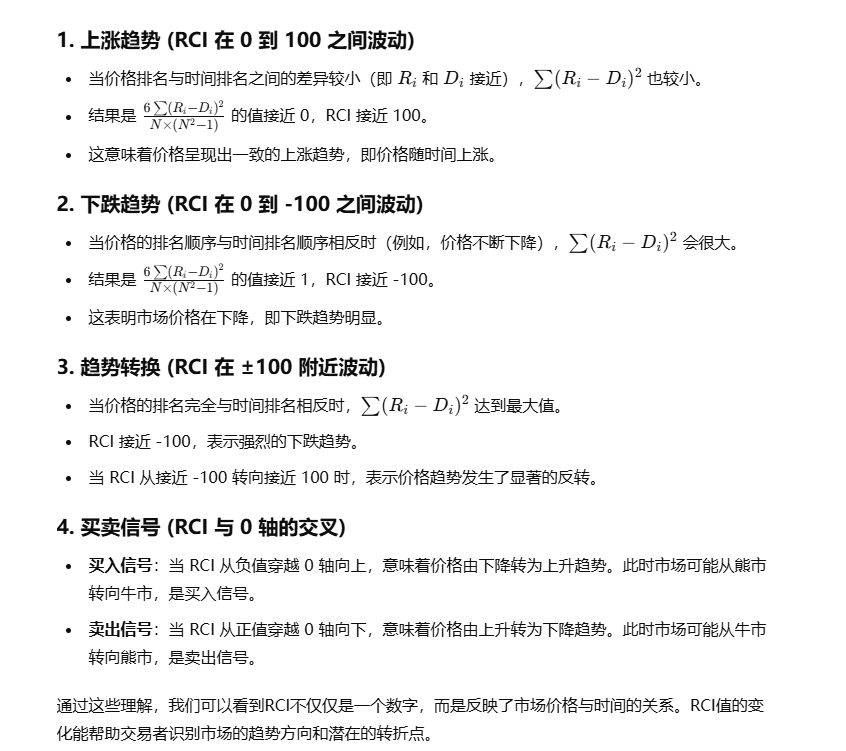 1. 上涨趋势 (RCI 在 0 到 100 之间波动)
• 当价格排名与时间排名之间的差异较小（即 $R_i$ 和 $D_i$ 接近）, $\sum(R_i - D_i)^2$ 也较小。
• 结果是 $\frac{6\sum(R_i-D_i)^2}{N\times(N^2-1)}$ 的值接近 0，RCI 接近 100。
• 这意味着价格呈现出一致的上涨趋势，即价格随时间上涨。
2. 下跌趋势 (RCI 在 0 到 -100 之间波动)
• 当价格的排名顺序与时间排名顺序相反时（例如，价格不断下降）, $\sum(R_i - D_i)^2$ 会很大。
• 结果是 $\frac{6\sum(R_i-D_i)^2}{N\times(N^2-1)}$ 的值接近 1，RCI 接近 -100。
• 这表明市场价格在下降，即下跌趋势明显。
3. 趋势转换 (RCI 在 ±100 附近波动)
• 当价格的排名完全与时间排名相反时，$\sum(R_i - D_i)^2$ 达到最大值。
• RCI 接近 -100，表示强烈的下跌趋势。
• 当 RCI 从接近 -100 转向接近 100 时，表示价格趋势发生了显著的反转。
4. 买卖信号 (RCI 与 0 轴的交叉)
• 买入信号：当 RCI 从负值穿越 0 轴向上，意味着价格由下降转为上升趋势。此时市场可能从熊市
转向牛市，是买入信号。
• 卖出信号：当 RCI 从正值穿越 0 轴向下，意味着价格由上升转为下降趋势。此时市场可能从牛市
转向熊市，是卖出信号。
通过这些理解，我们可以看到RCI不仅仅是一个数字，而是反映了市场价格与时间的关系。RCI值的变
化能帮助交易者识别市场的趋势方向和潜在的转折点。